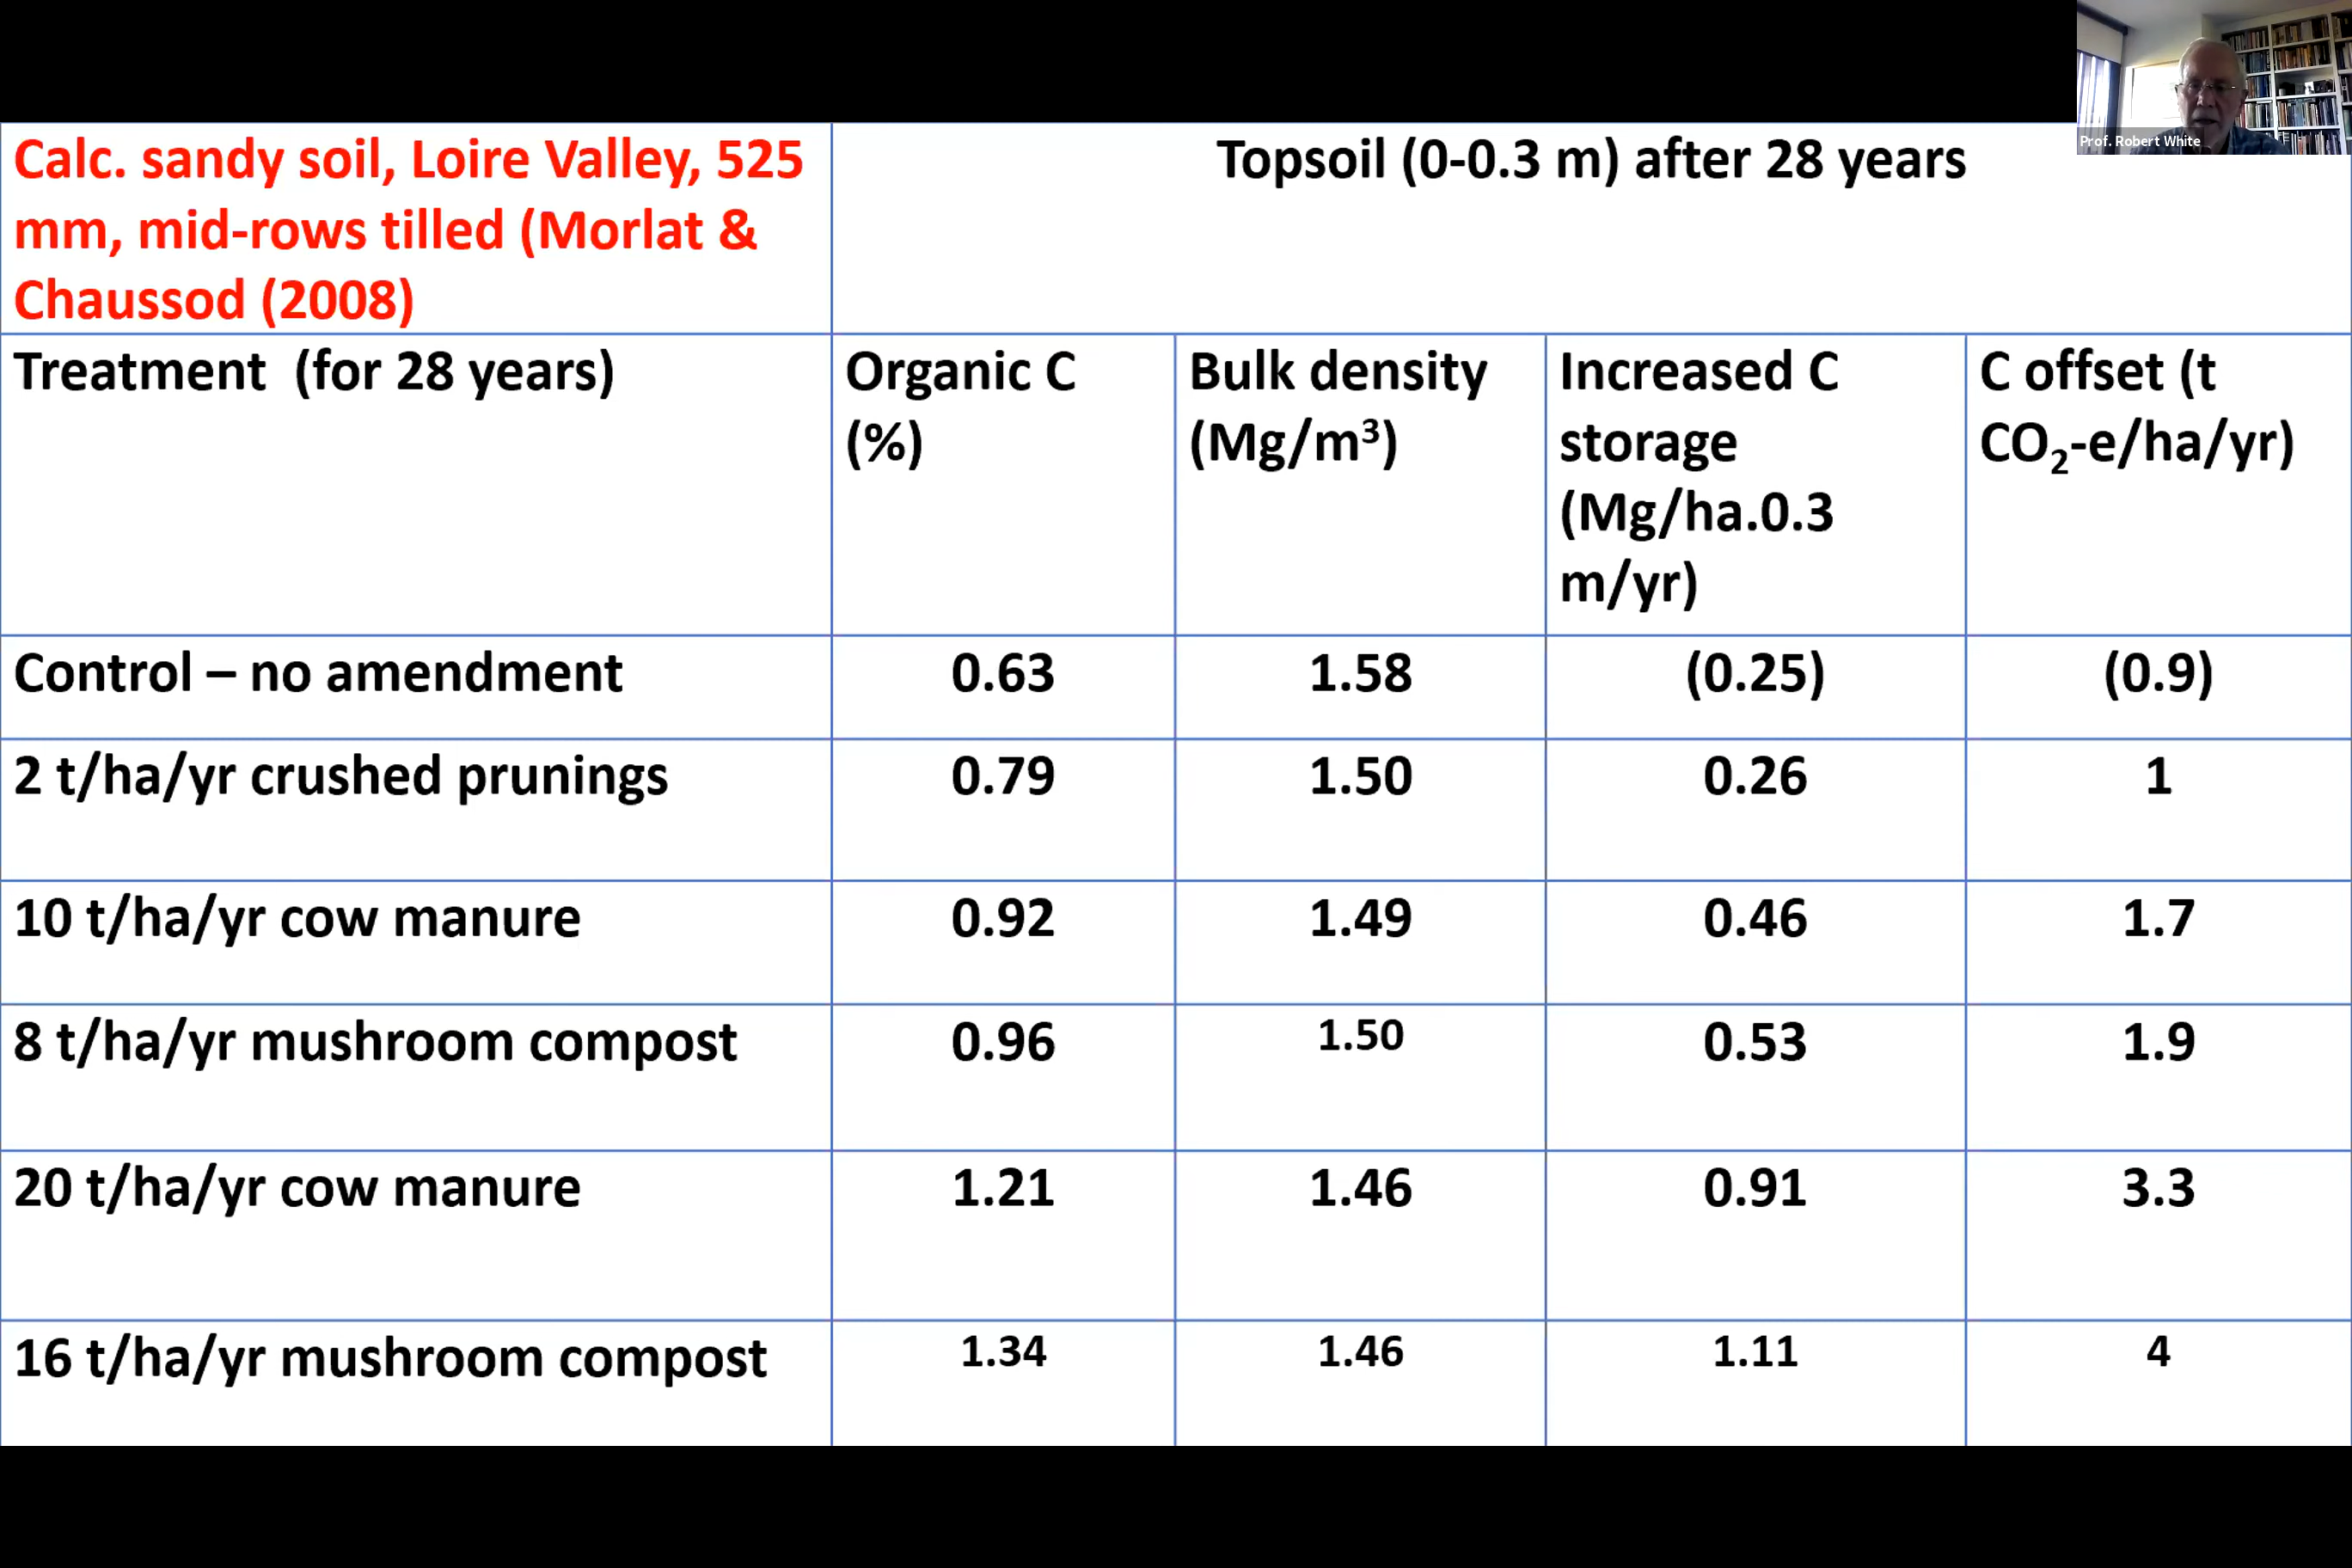 Prof. Robert White
Calc. sandy soil, Loire Valley, 525
mm, mid-rows tilled (Morlat &
Chaussod (2008)
Topsoil (0-0.3 m) after 28 years
Treatment (for 28 years)
Organic C
(%)
Bulk density
(Mg/m³)
Increased C
storage
(Mg/ha.0.3
m/yr)
C offset (t
CO₂-e/ha/yr)
Control – no amendment
0.63
1.58
(0.25)
(0.9)
2 t/ha/yr crushed prunings
0.79
1.50
0.26
1
10 t/ha/yr cow manure
0.92
1.49
0.46
1.7
8 t/ha/yr mushroom compost
0.96
1.50
0.53
1.9
20 t/ha/yr cow manure
1.21
1.46
0.91
3.3
16 t/ha/yr mushroom compost
1.34
1.46
1.11
4